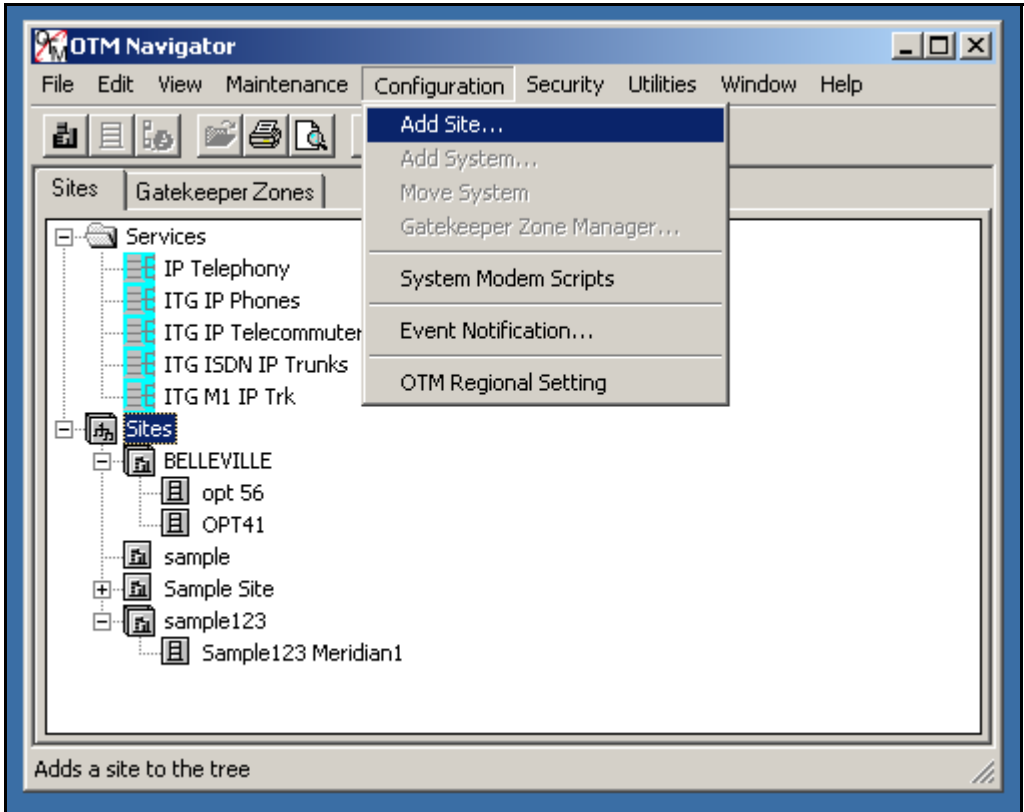 OTM Navigator
File Edit View Maintenance Configuration Security Utilities Window Help
Add Site...
Add System...
Move System
Gatekeeper Zone Manager...
System Modem Scripts
Event Notification...
OTM Regional Setting
Sites Gatekeeper Zones
Services
IP Telephony
ITG IP Phones
ITG IP Telecommuter
ITG ISDN IP Trunks
ITG M1 IP Trk
Sites
BELLEVILLE
opt 56
OPT41
sample
Sample Site
sample123
Sample123 Meridian1
Adds a site to the tree